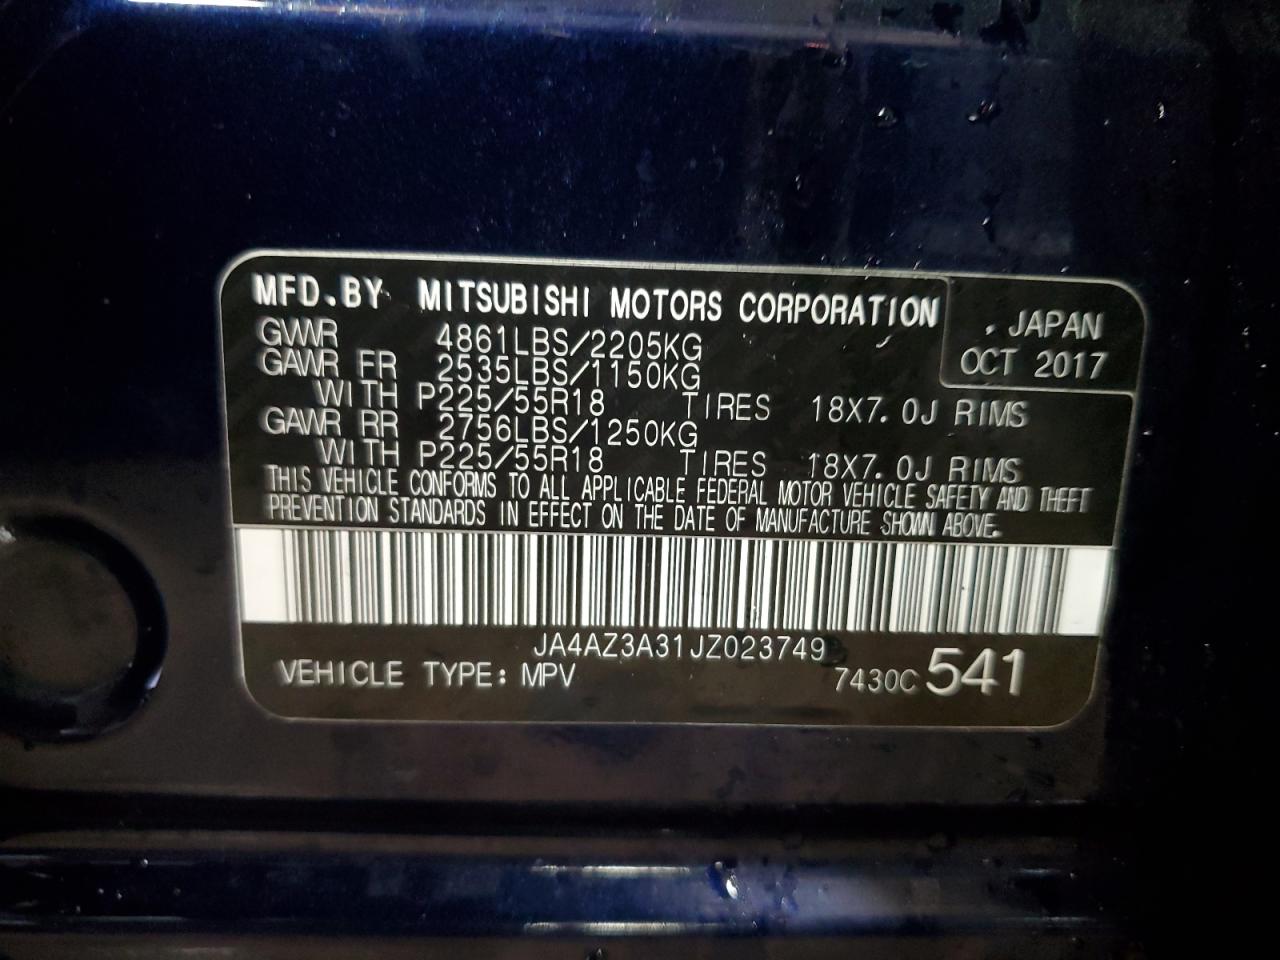 MFD.BY MITSUBISHI MOTORS CORPORATION
. JAPAN
OCT 2017
GWWR 4861LBS/2205KG
GAWR FR 2535LBS/1150KG
WITH P225/55R18 TIRES 18X7.0J RIMS
GAWR RR 2756LBS/1250KG
WITH P225/55R18 TIRES 18X7.0J RIMS
THIS VEHICLE CONFORMS TO ALL APPLICABLE FEDERAL MOTOR VEHICLE SAFETY AND THEFT
PREVENTION STANDARDS IN EFFECT ON THE DATE OF MANUFACTURE SHOWN ABOVE.
JA4AZ3A31JZ023749
VEHICLE TYPE: MPV 7430C 541